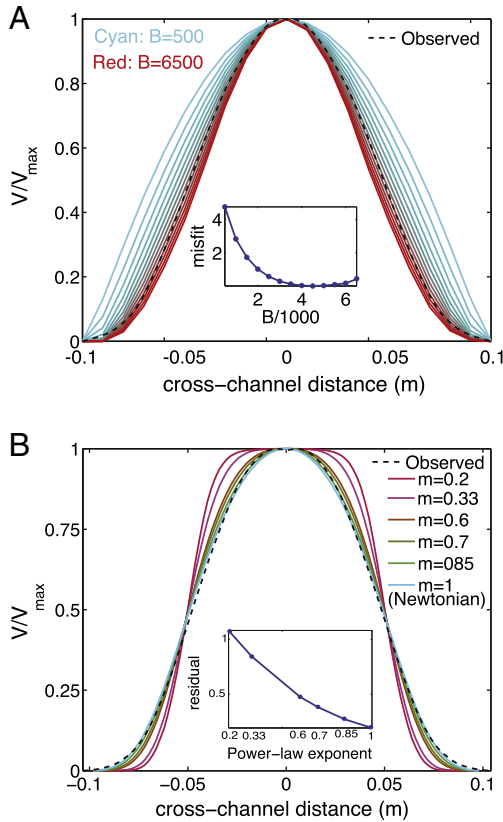 A
Cyan: B=500
Red: B=6500
Observed
1
0.8
0.6
0.4
0.2
0
V/Vmax
misfit
4
2
2 4 6
B/1000
-0.1 -0.05 0 0.05 0.1
cross-channel distance (m)
B
Observed
m=0.2
m=0.33
m=0.6
m=0.7
m=085
m=1
(Newtonian)
1
0.75
0.5
0.25
0
V/Vmax
residual
1
0.5
0.2 0.33 0.6 0.7 0.85 1
Power-law exponent
-0.1 -0.05 0 0.05 0.1
cross-channel distance (m)